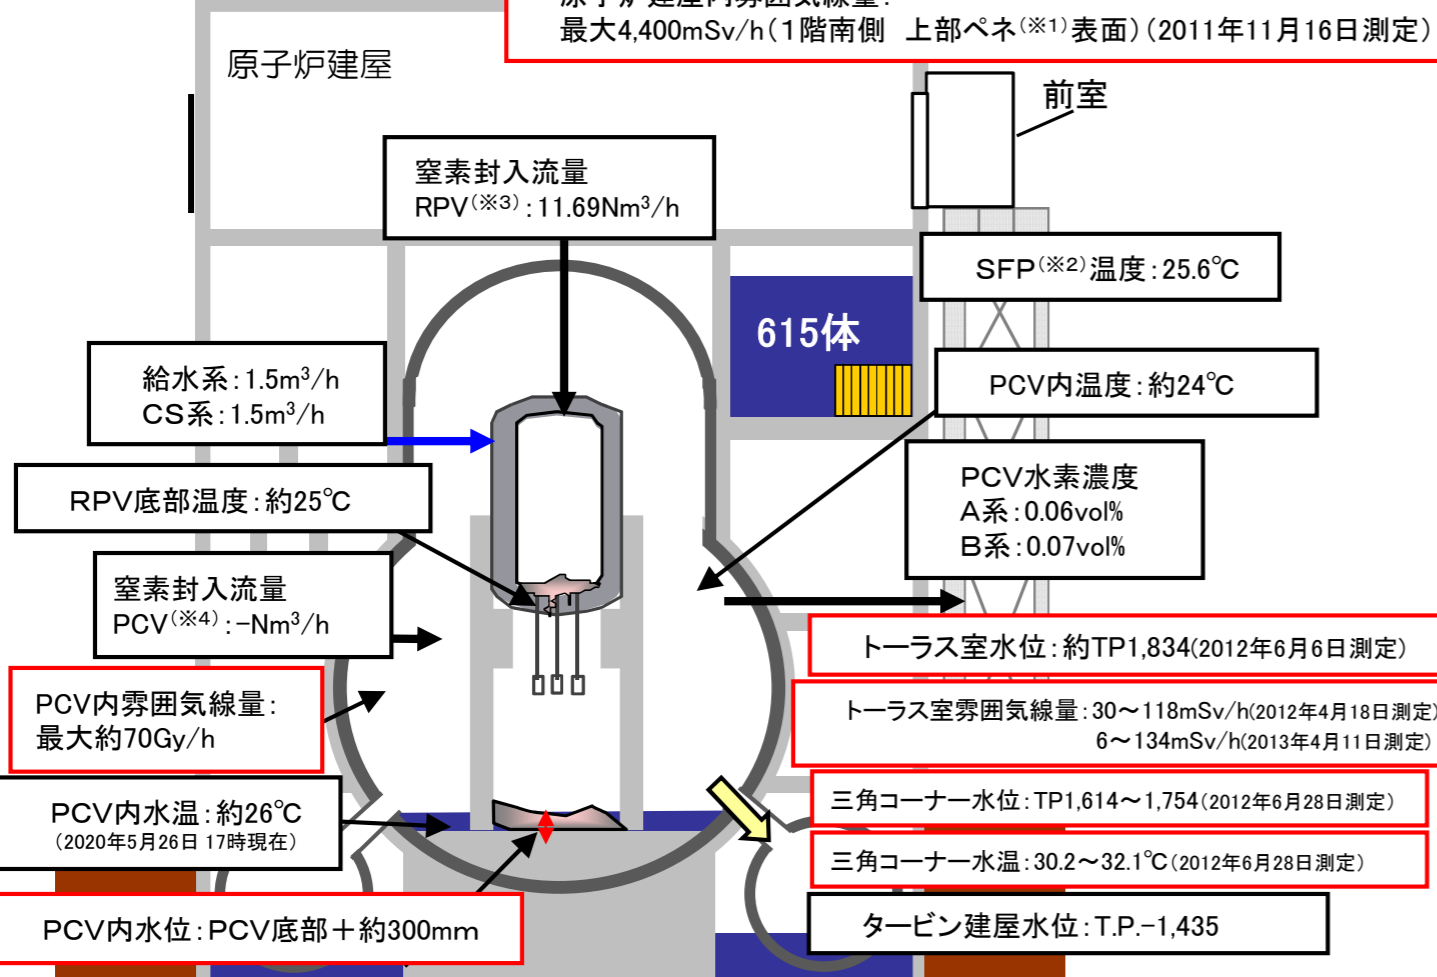 原子炉建屋内雰囲気線量:
最大4,400mSv/h(1階南側 上部ペネ(※1)表面)(2011年11月16日測定)
原子炉建屋
前室
窒素封入流量
RPV(※3):11.69Nm³/h
SFP(※2)温度:25.6℃
615体
給水系:1.5m³/h
CS系:1.5m³/h
PCV内温度:約24℃
RPV底部温度:約25℃
PCV水素濃度
A系:0.06vol%
B系:0.07vol%
窒素封入流量
PCV(※4):-Nm³/h
トーラス室水位:約TP1,834(2012年6月6日測定)
PCV内雰囲気線量:
最大約70Gy/h
トーラス室雰囲気線量:30~118mSv/h(2012年4月18日測定)
6~134mSv/h(2013年4月11日測定)
PCV内水温:約26℃
(2020年5月26日 17時現在)
三角コーナー水位:TP1,614~1,754(2012年6月28日測定)
三角コーナー水温:30.2~32.1℃(2012年6月28日測定)
PCV内水位:PCV底部+約300mm
タービン建屋水位:T.P.-1,435